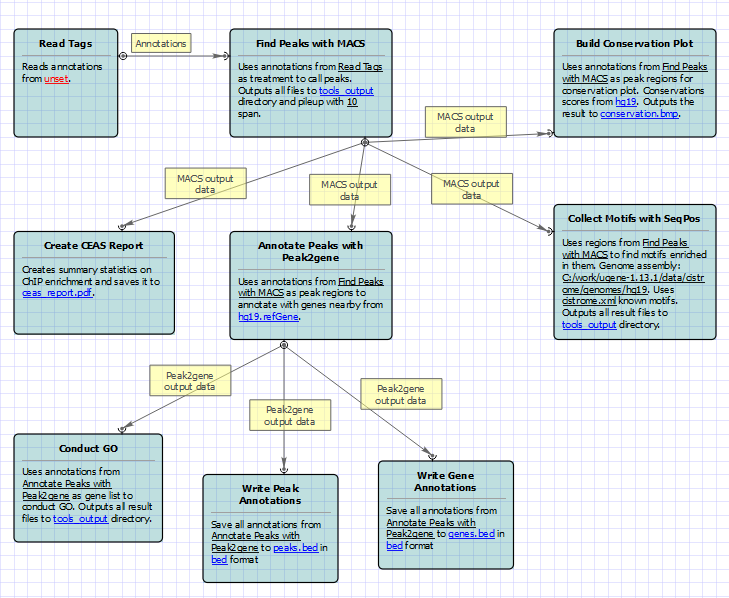 Read Tags
Reads annotations
from unset.
Annotations
Find Peaks with MACS
Uses annotations from Read Tags
as treatment to call peaks.
Outputs all files to tools_output
directory and pileup with 10
span.
Build Conservation Plot
Uses annotations from Find Peaks
with MACS as peak regions for
conservation plot. Conservations
scores from hg19. Outputs the
result to conservation.bmp.
MACS output
data
MACS output
data
MACS output
data
MACS output
data
Create CEAS Report
Creates summary statistics on
ChIP enrichment and saves it to
ceas_report.pdf.
Annotate Peaks with
Peak2gene
Uses annotations from Find Peaks
with MACS as peak regions to
annotate with genes nearby from
hg19.refGene.
Collect Motifs with SeqPos
Uses regions from Find Peaks
with MACS to find motifs enriched
in them. Genome assembly:
C:/work/ugene-1.13.1/data/cistr
ome/genomes/hg19. Uses
cistrome.xml known motifs.
Outputs all result files to
tools_output directory.
Peak2gene
output data
Peak2gene
output data
Peak2gene
output data
Conduct GO
Uses annotations from
Annotate Peaks with
Peak2gene as gene list to
conduct GO. Outputs all result
files to tools_output directory.
Write Peak
Annotations
Save all annotations from
Annotate Peaks with
Peak2gene to peaks.bed in
bed format
Write Gene
Annotations
Save all annotations from
Annotate Peaks with
Peak2gene to genes.bed in
bed format